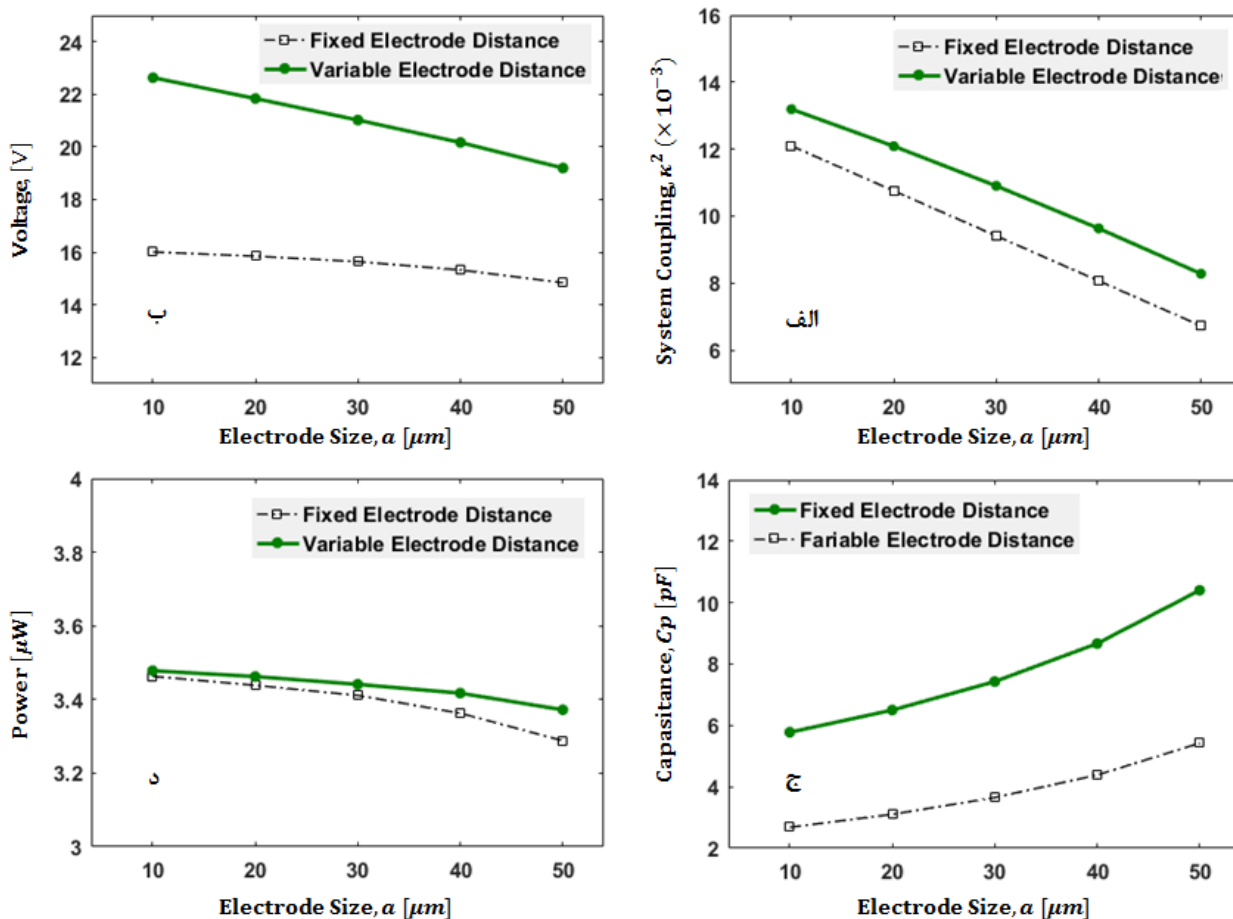 Fixed Electrode Distance
Variable Electrode Distance
24
22
20
18
16
14
12
Voltage, [V]
ب
10 20 30 40 50
Electrode Size, a [μm]
Fixed Electrode Distance
Variable Electrode Distance
16
14
12
10
8
6
System Coupling, κ² (× 10⁻³)
الف
10 20 30 40 50
Electrode Size, a [μm]
Fixed Electrode Distance
Variable Electrode Distance
4
3.8
3.6
3.4
3.2
3
Power [μW]
د
10 20 30 40 50
Electrode Size, a [μm]
Fixed Electrode Distance
Fariable Electrode Distance
14
12
10
8
6
4
2
Capasitance, Cp [pF]
ج
10 20 30 40 50
Electrode Size, a [μm]